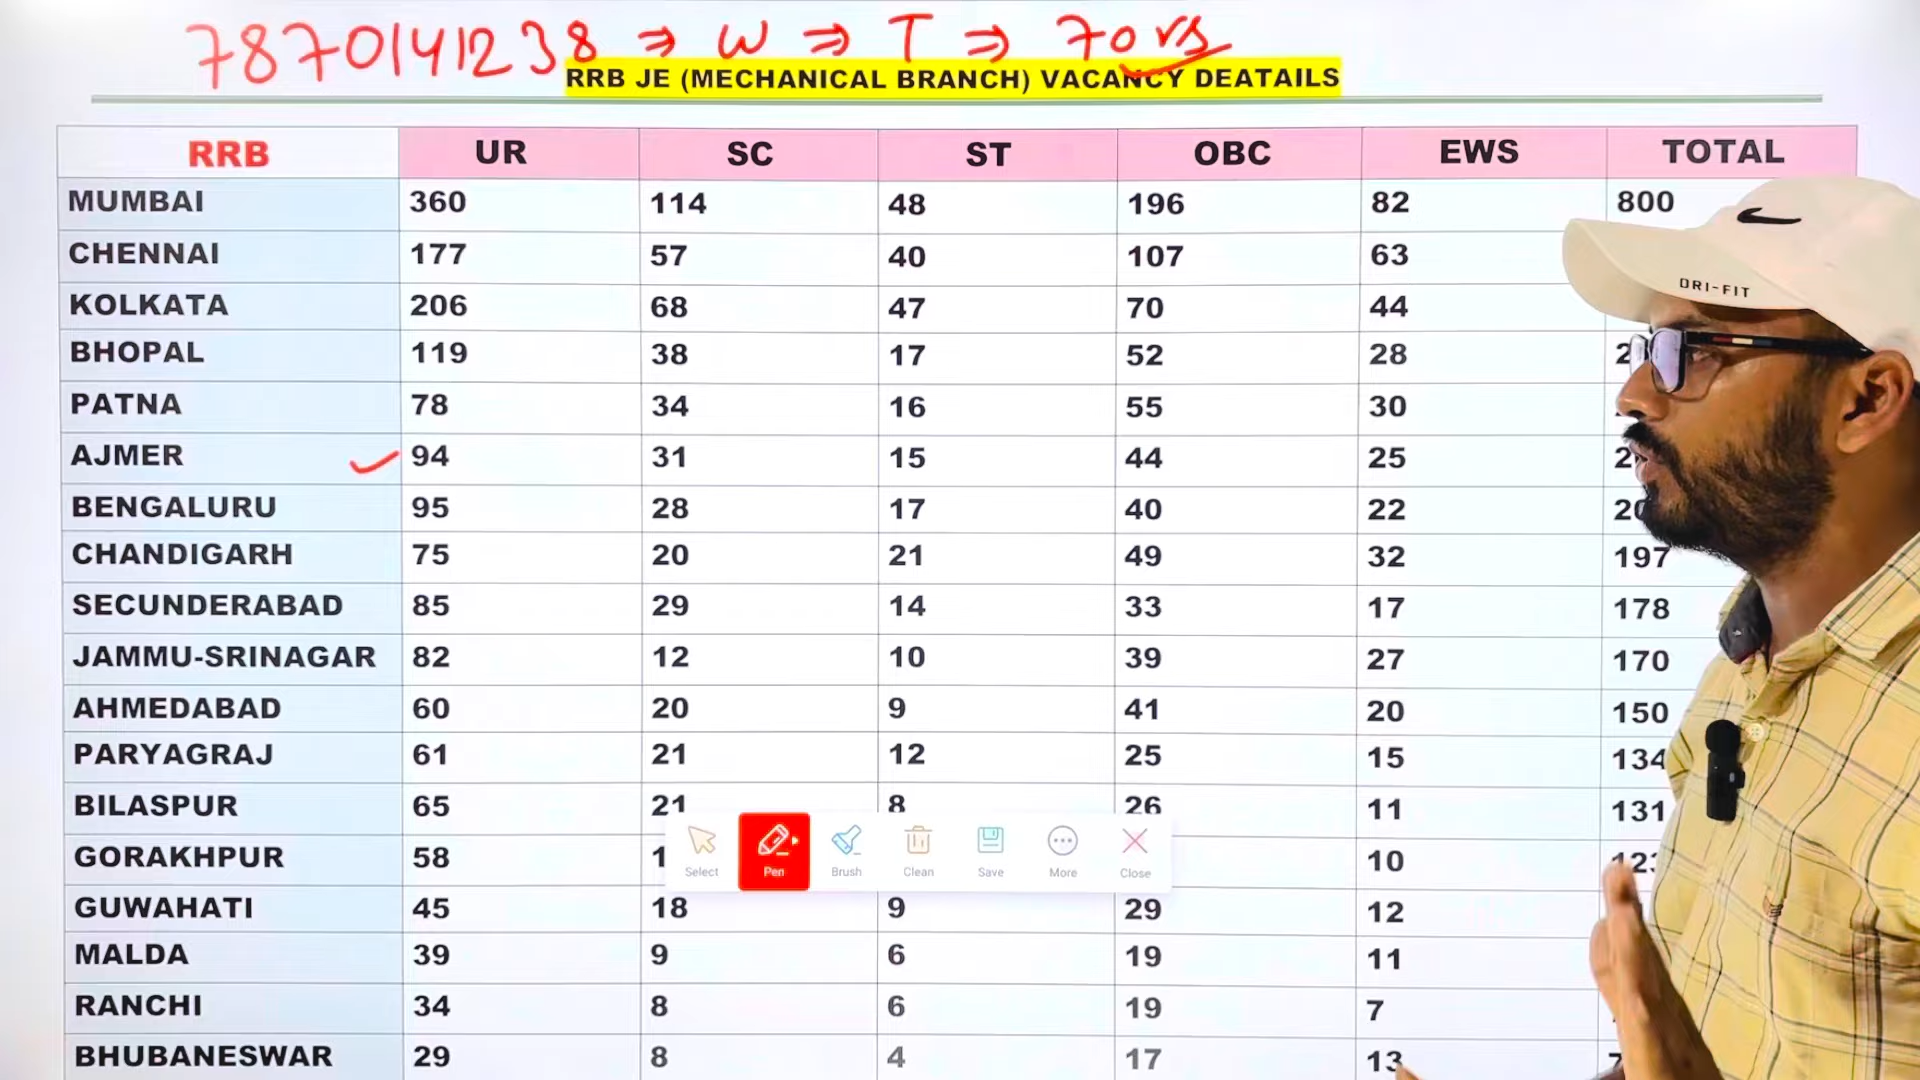 7870141238 ⇒ W ⇒ T ⇒ 70 rs
RRB JE (MECHANICAL BRANCH) VACANCY DEATAILS
RRB UR SC ST OBC EWS TOTAL
MUMBAI 360 114 48 196 82 800
CHENNAI 177 57 40 107 63
KOLKATA 206 68 47 70 44
BHOPAL 119 38 17 52 28
PATNA 78 34 16 55 30
AJMER 94 31 15 44 25
BENGALURU 95 28 17 40 22
CHANDIGARH 75 20 21 49 32 197
SECUNDERABAD 85 29 14 33 17 178
JAMMU-SRINAGAR 82 12 10 39 27 170
AHMEDABAD 60 20 9 41 20 150
PARYAGRAJ 61 21 12 25 15 134
BILASPUR 65 21 8 26 11 131
GORAKHPUR 58 10
GUWAHATI 45 18 9 29 12
MALDA 39 9 6 19 11
RANCHI 34 8 6 19 7
BHUBANESWAR 29 8 4 17 13
Select Pen Brush Clean Save More Close
DRI-FIT